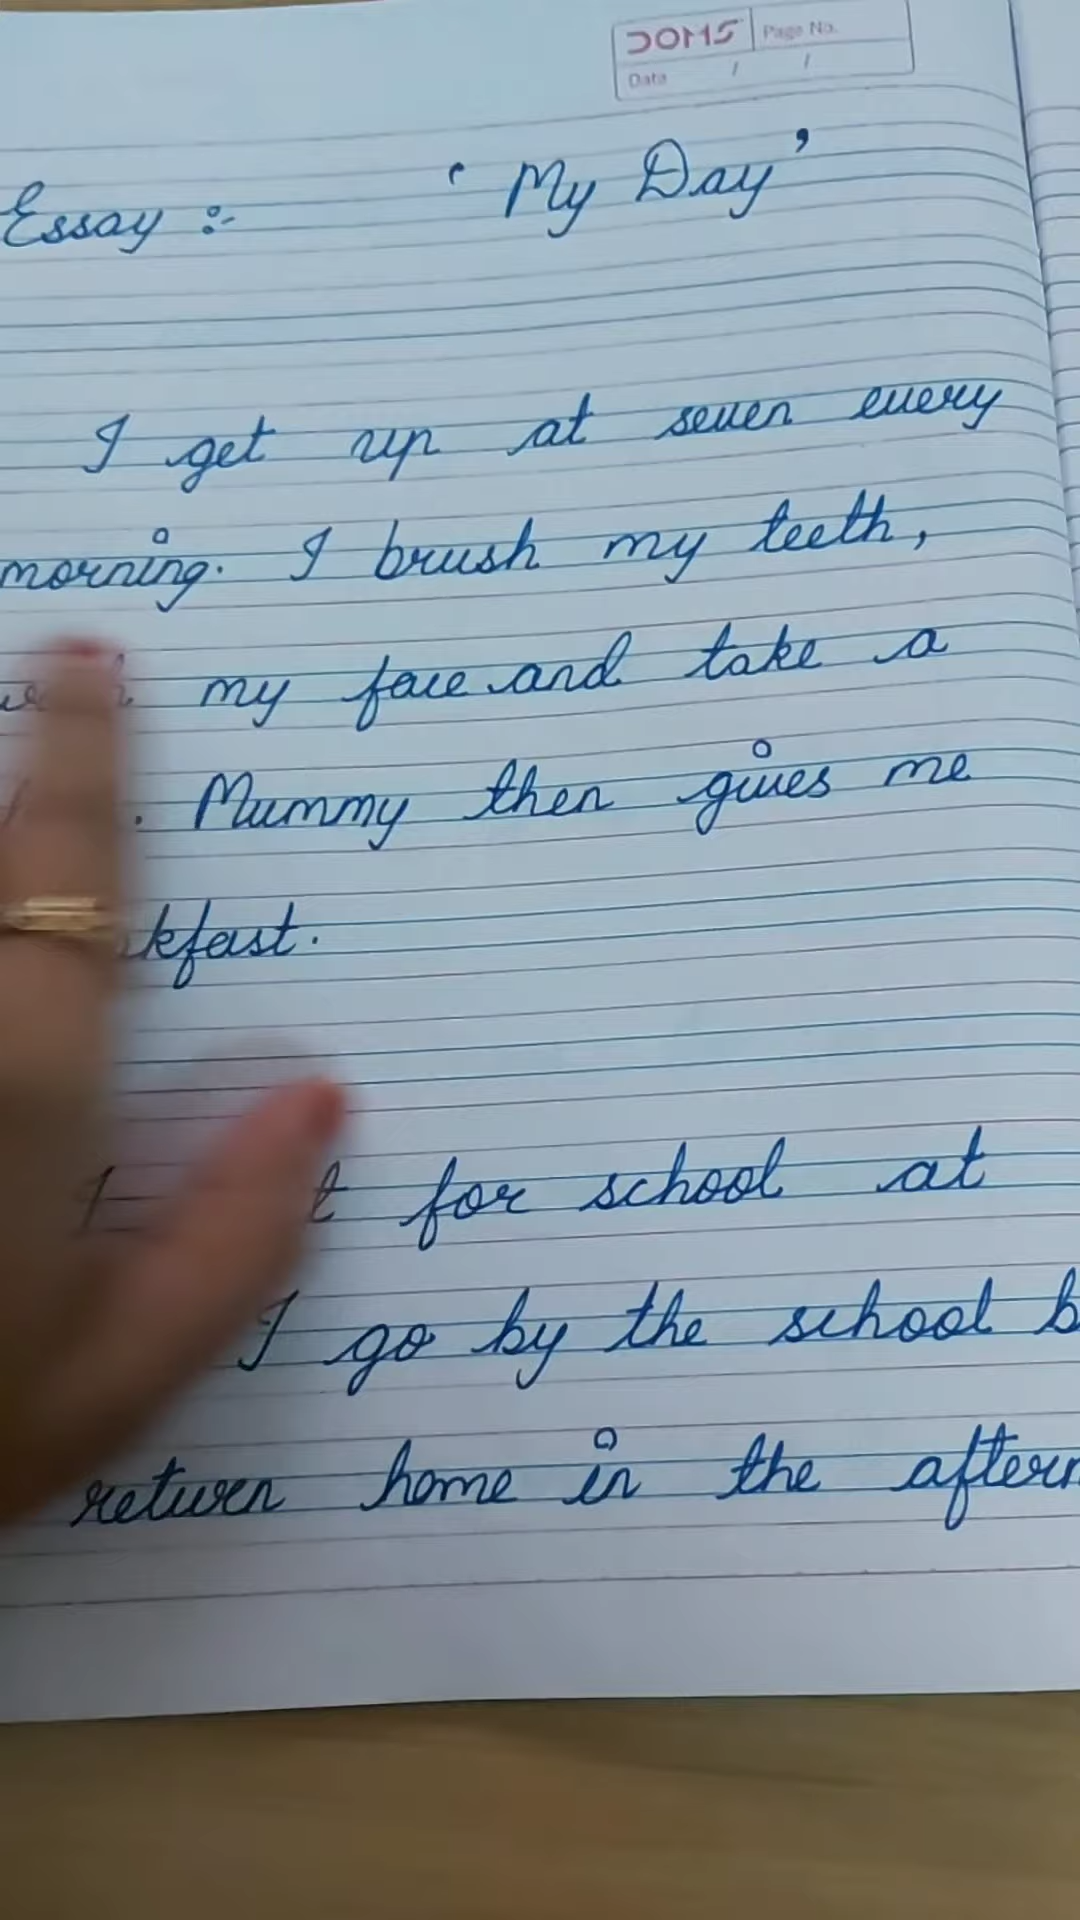 DOMS Page No.
Date / /
Essay :- ‘ My Day ’
I get up at seven every
morning. I brush my teeth,
my face and take a
. Mummy then gives me
kfast.
I for school at
I go by the school
return home in the